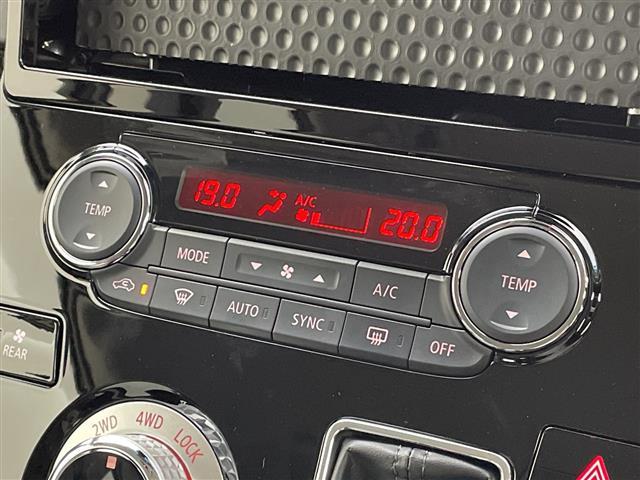 19.0 A/C 20.0
TEMP
TEMP
MODE
A/C
AUTO
SYNC
OFF
REAR
2WD 4WD LOCK